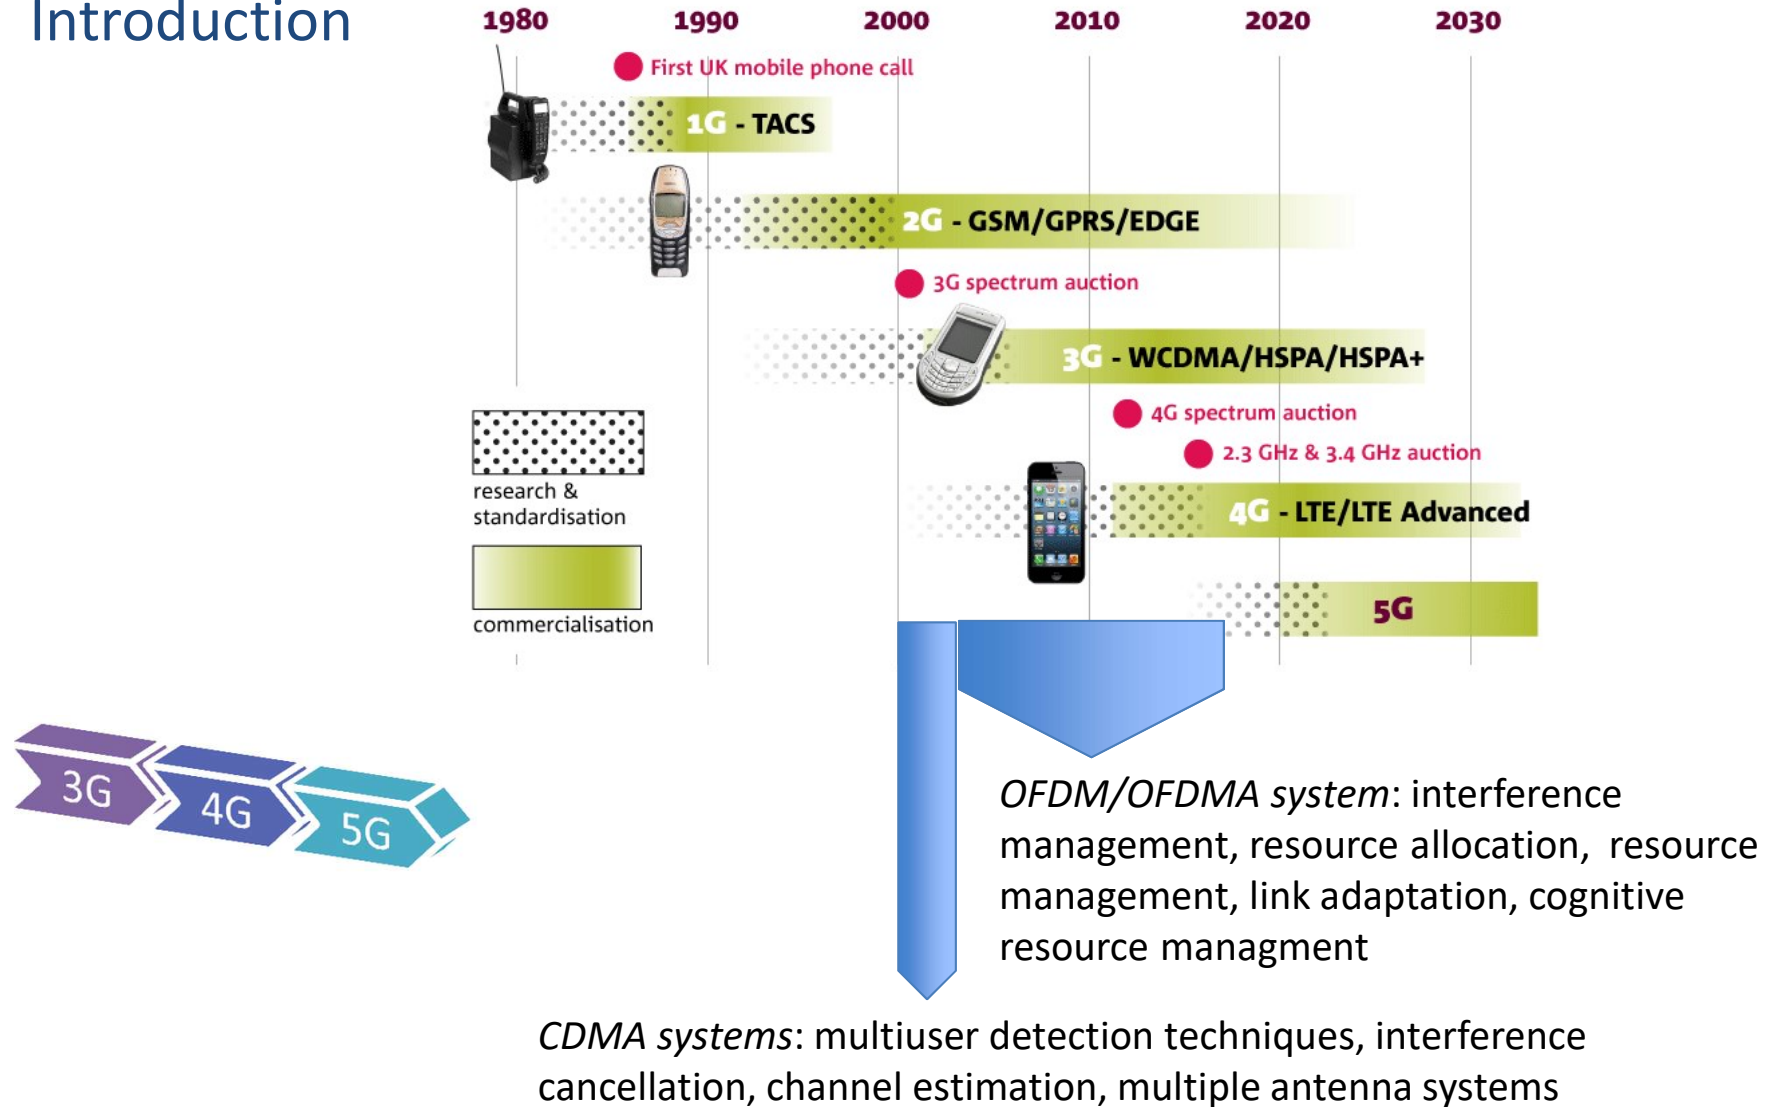 Introduction
1980 1990 2000 2010 2020 2030
First UK mobile phone call
1G - TACS
2G - GSM/GPRS/EDGE
3G spectrum auction
3G - WCDMA/HSPA/HSPA+
4G spectrum auction
2.3 GHz & 3.4 GHz auction
research &
standardisation
4G - LTE/LTE Advanced
commercialisation
5G
3G
4G
5G
OFDM/OFDMA system: interference
management, resource allocation, resource
management, link adaptation, cognitive
resource managment
CDMA systems: multiuser detection techniques, interference
cancellation, channel estimation, multiple antenna systems